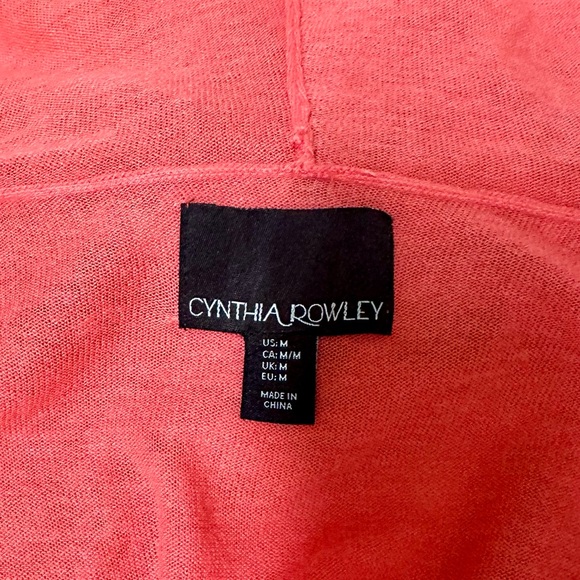 CYNTHIA ROWLEY
US: M
CA: M/M
UK: M
EU: M
MADE IN
CHINA